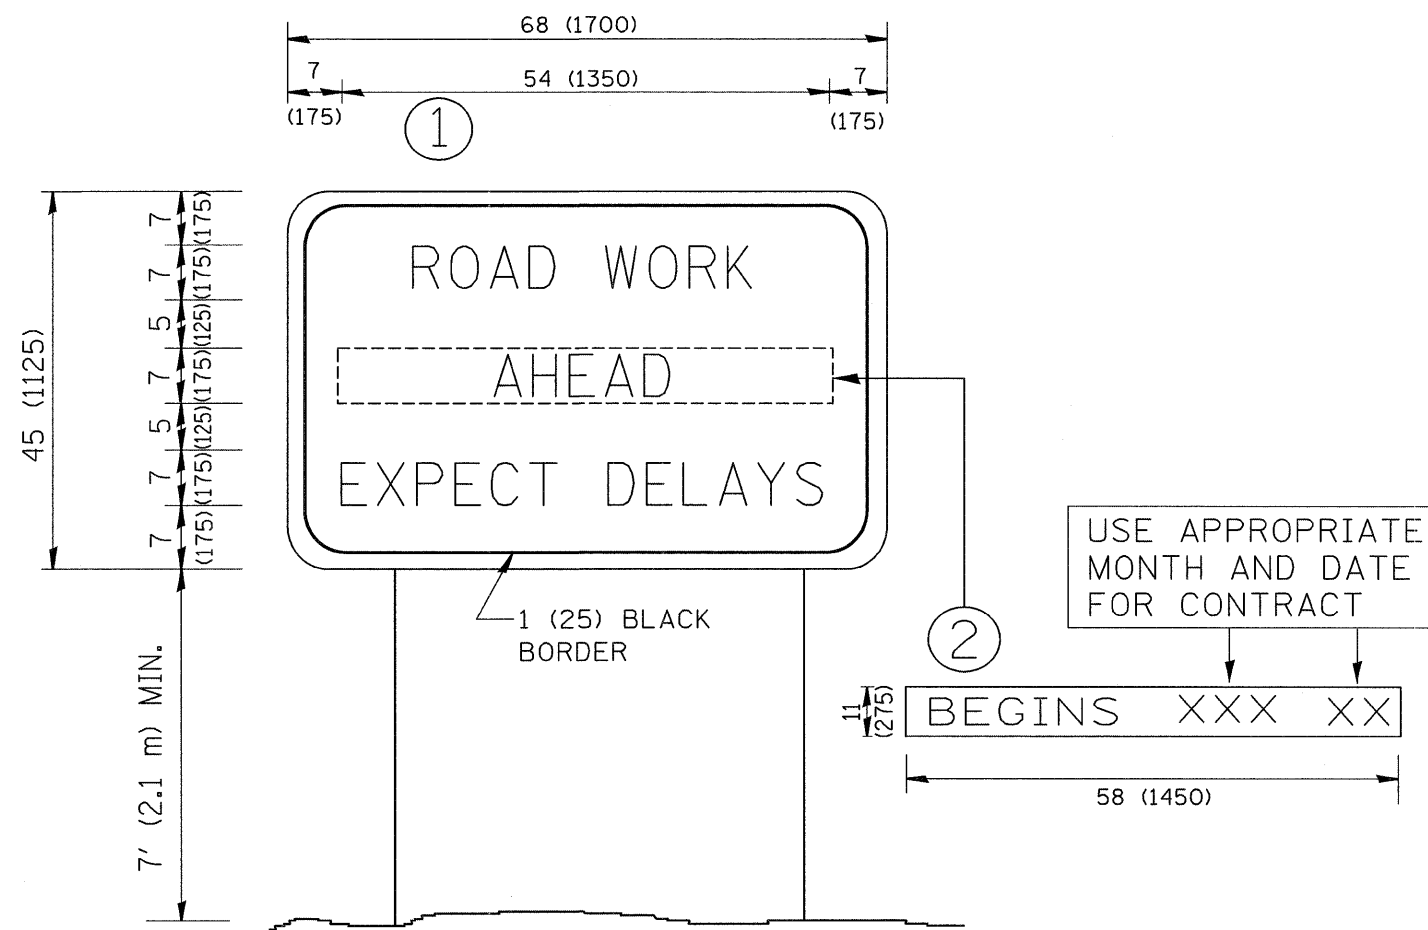 68 (1700)
7 54 (1350) 7
(175) (175)
1
ROAD WORK
AHEAD
EXPECT DELAYS
45 (1125)
7 (175)
7 (175)
5 (125)
7 (175)
5 (125)
7 (175)
7 (175)
7' (2.1 m) MIN.
1 (25) BLACK
BORDER
2
USE APPROPRIATE
MONTH AND DATE
FOR CONTRACT
11
(275)
BEGINS XXX XX
58 (1450)